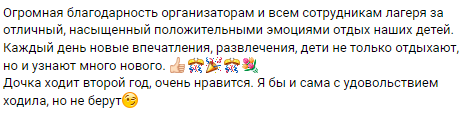 Огромная благодарность организаторам и всем сотрудникам лагеря за
отличный, насыщенный положительными эмоциями отдых наших детей.
Каждый день новые впечатления, развлечения, дети не только отдыхают,
но и узнают много нового. 👍🏻🎊🎉🎊💐
Дочка ходит второй год, очень нравится. Я бы и сама с удовольствием
ходила, но не берут😉